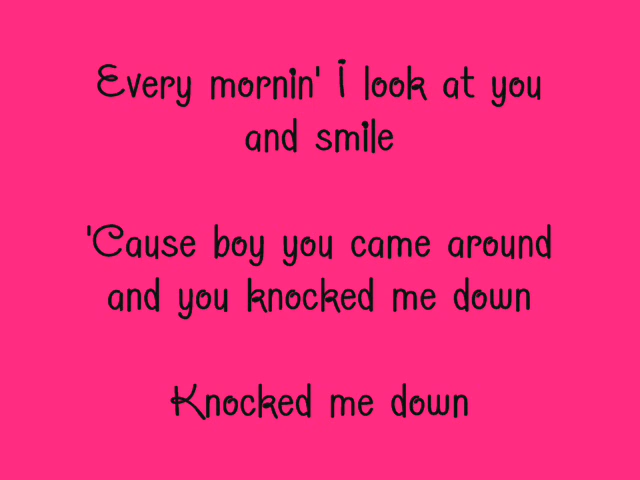 Every mornin' I look at you
and smile
'Cause boy you came around
and you knocked me down
Knocked me down